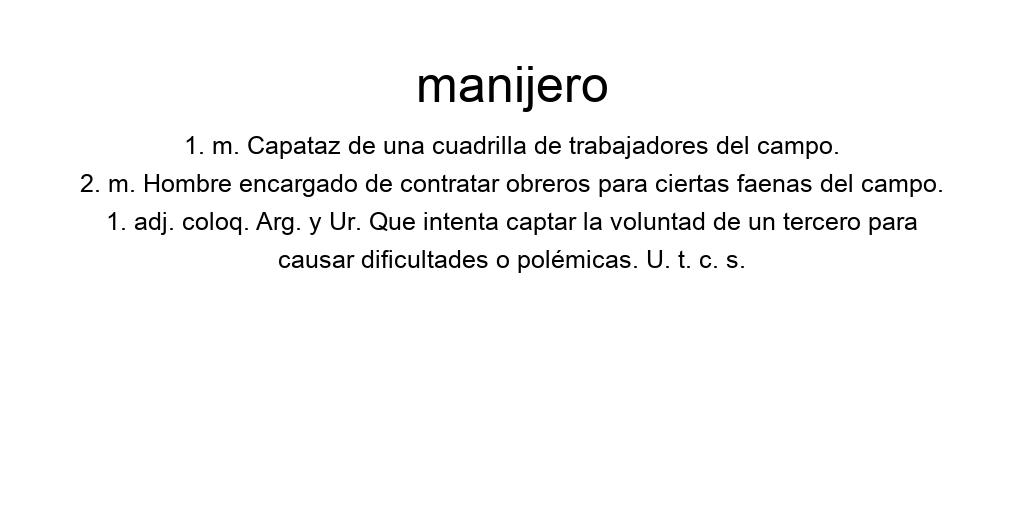 manijero
1. m. Capataz de una cuadrilla de trabajadores del campo.
2. m. Hombre encargado de contratar obreros para ciertas faenas del campo.
1. adj. coloq. Arg. y Ur. Que intenta captar la voluntad de un tercero para
causar dificultades o polémicas. U. t. c. s.